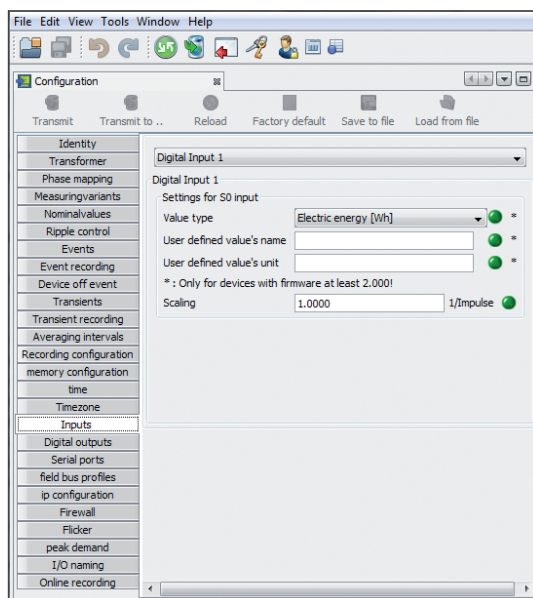 File Edit View Tools Window Help
Configuration
Transmit Transmit to .. Reload Factory default Save to file Load from file
Identity
Transformer
Phase mapping
Measuringvariants
Nominalvalues
Ripple control
Events
Event recording
Device off event
Transients
Transient recording
Averaging intervals
Recording configuration
memory configuration
time
Timezone
Inputs
Digital outputs
Serial ports
field bus profiles
ip configuration
Firewall
Flicker
peak demand
I/O naming
Online recording
Digital Input 1
Digital Input 1
Settings for S0 input
Value type Electric energy [Wh] *
User defined value's name *
User defined value's unit *
* : Only for devices with firmware at least 2.000!
Scaling 1.0000 1/Impulse